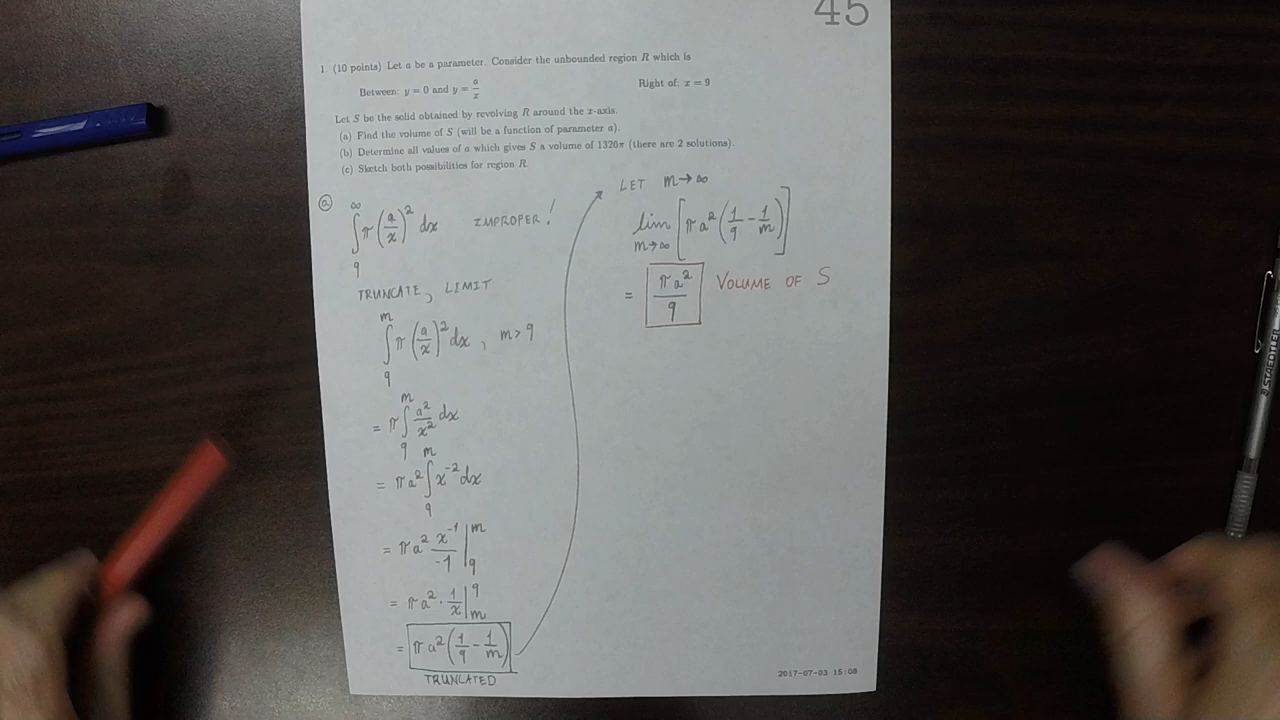 45
1. (10 points) Let a be a parameter. Consider the unbounded region R which is
Between: y = 0 and y = a/x Right of: x = 9
Let S be the solid obtained by revolving R around the x-axis.
(a) Find the volume of S (will be a function of parameter a).
(b) Determine all values of a which gives S a volume of 1326π (there are 2 solutions).
(c) Sketch both possibilities for region R.
ⓐ ∫₉^∞ π(a/x)² dx IMPROPER!
TRUNCATE, LIMIT
∫₉^m π(a/x)² dx, m > 9
= π ∫₉^m a²/x² dx
= πa² ∫₉^m x⁻² dx
= πa² x⁻¹/-1 |₉^m
= πa² · 1/x |_m^9
= πa²(1/9 - 1/m)
TRUNCATED
LET m→∞
lim m→∞ [πa²(1/9 - 1/m)]
= πa²/9 VOLUME OF S
2017-07-03 15:08
STAEDTLER